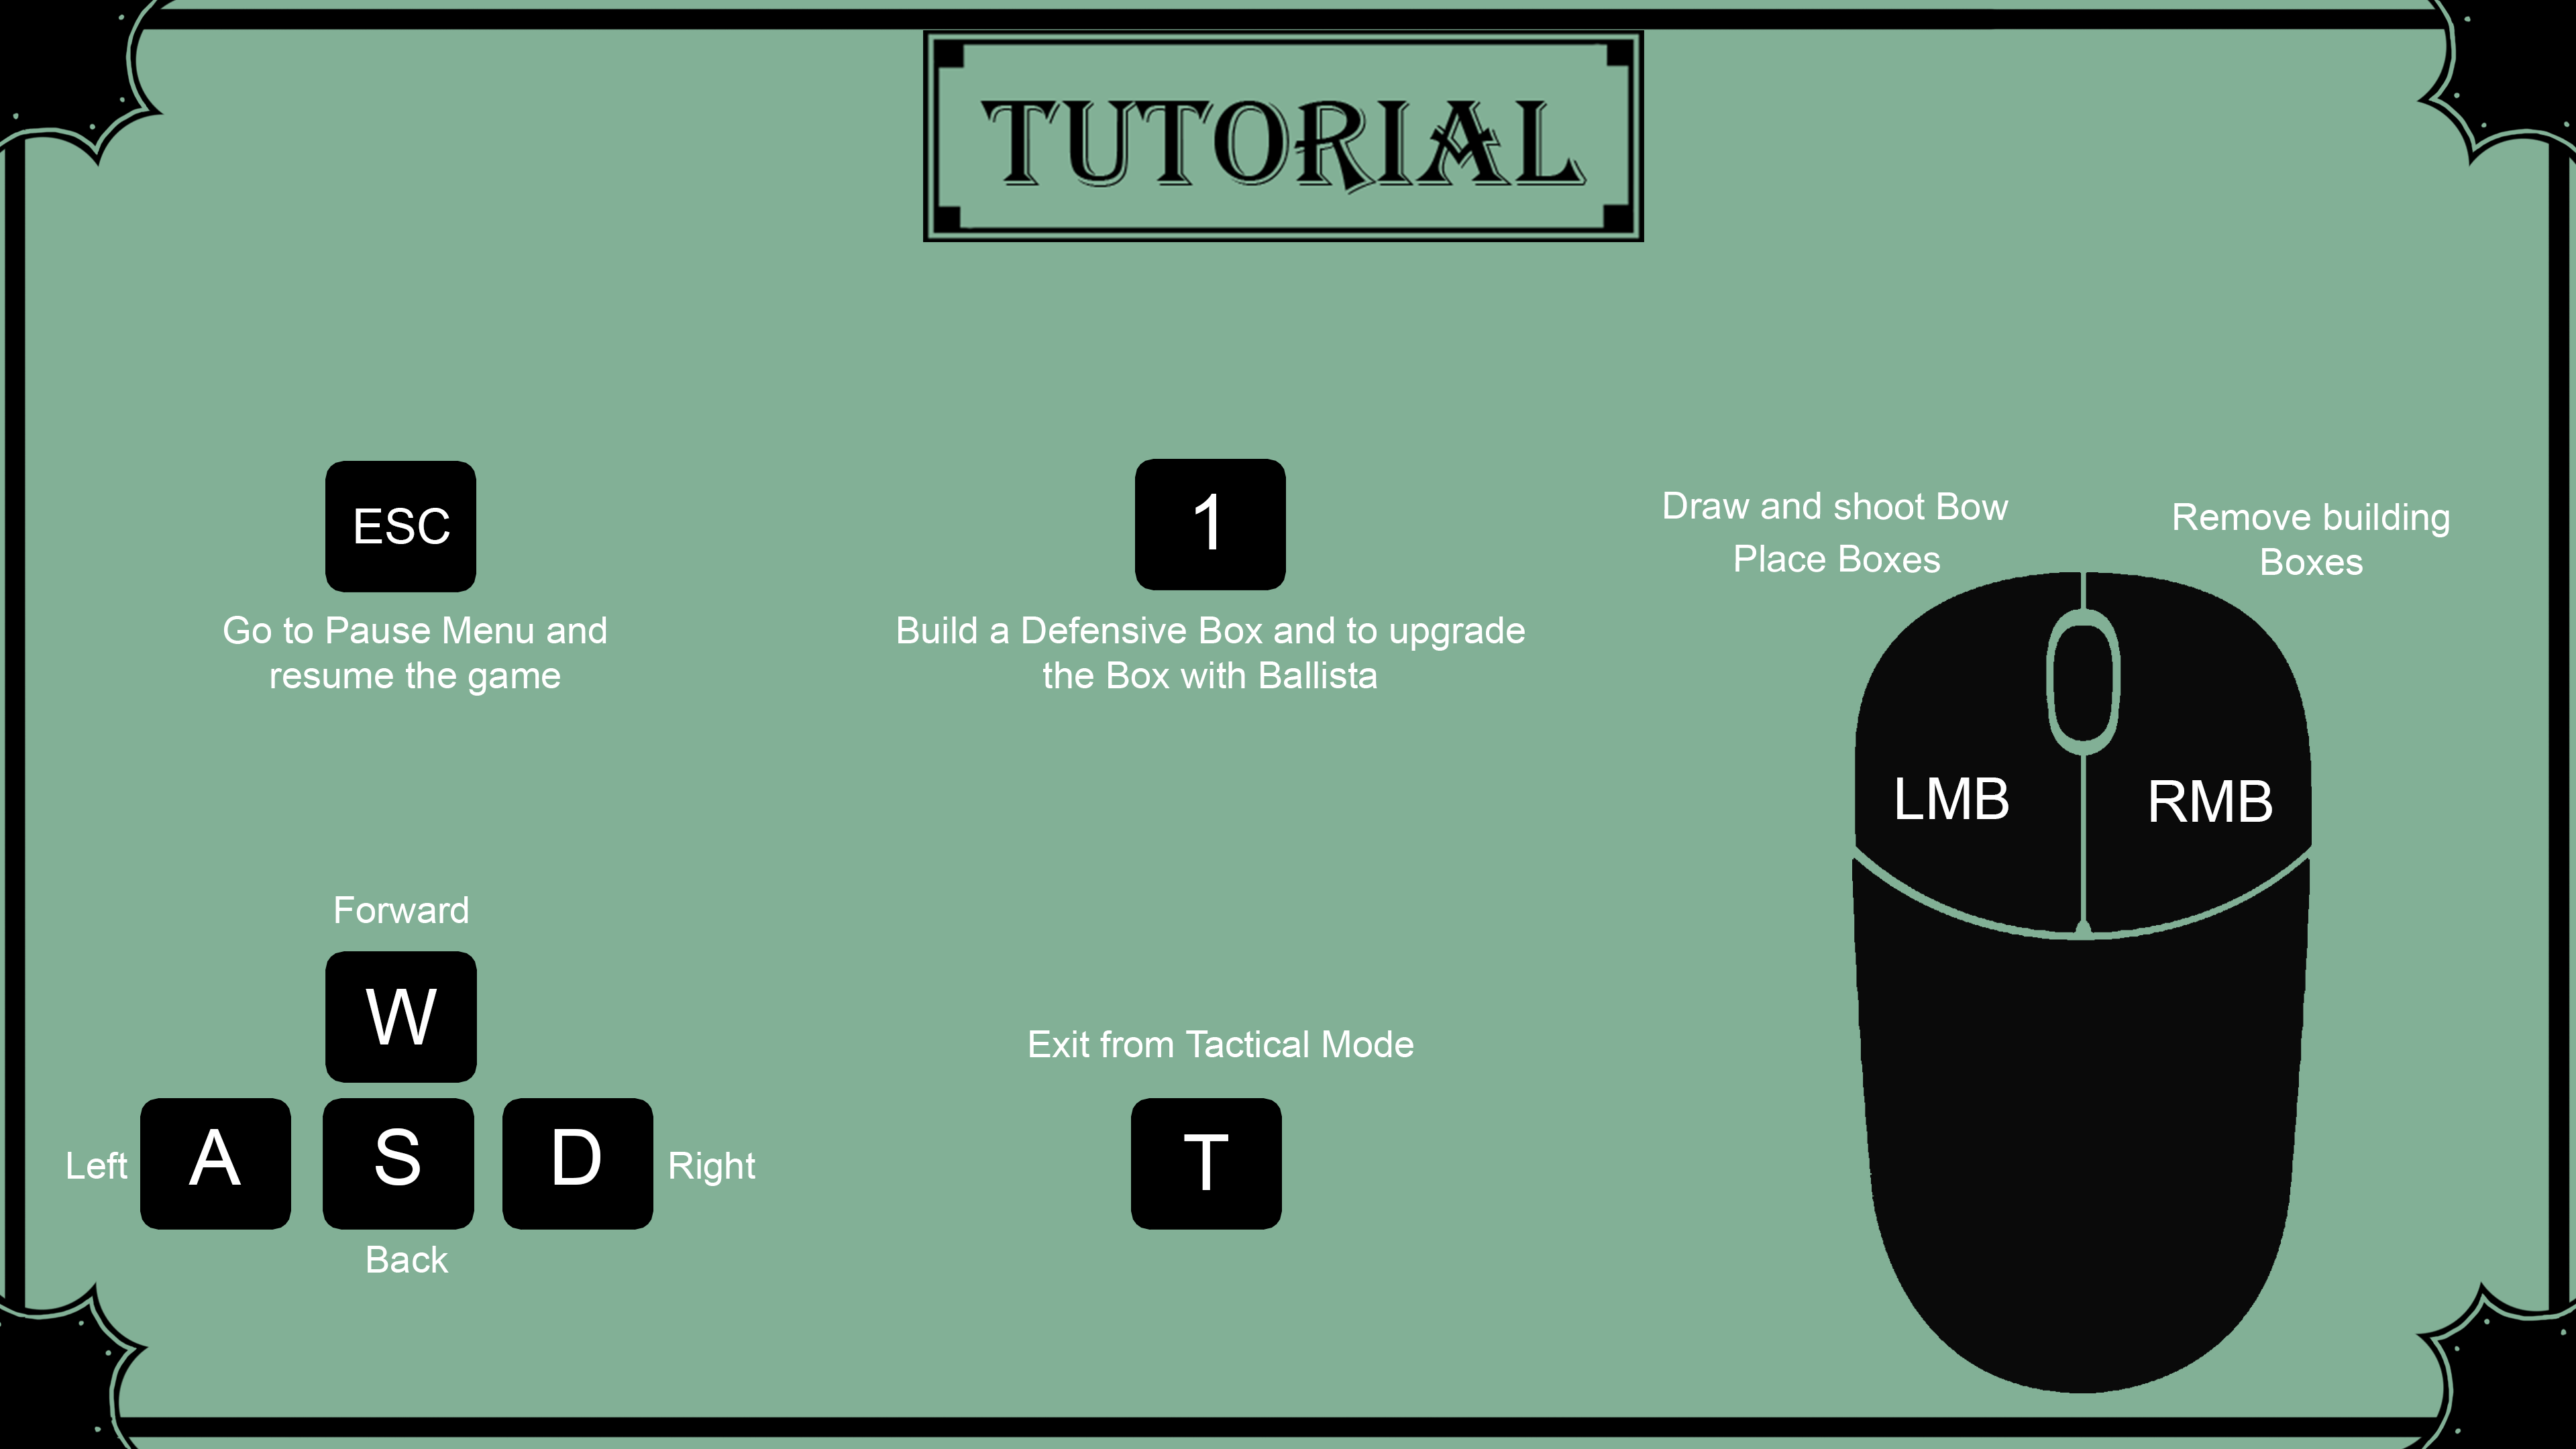 TUTORIAL
ESC
Go to Pause Menu and
resume the game
1
Build a Defensive Box and to upgrade
the Box with Ballista
Draw and shoot Bow
Place Boxes
Remove building
Boxes
LMB
RMB
Forward
W
Left
A
S
D
Right
Back
Exit from Tactical Mode
T